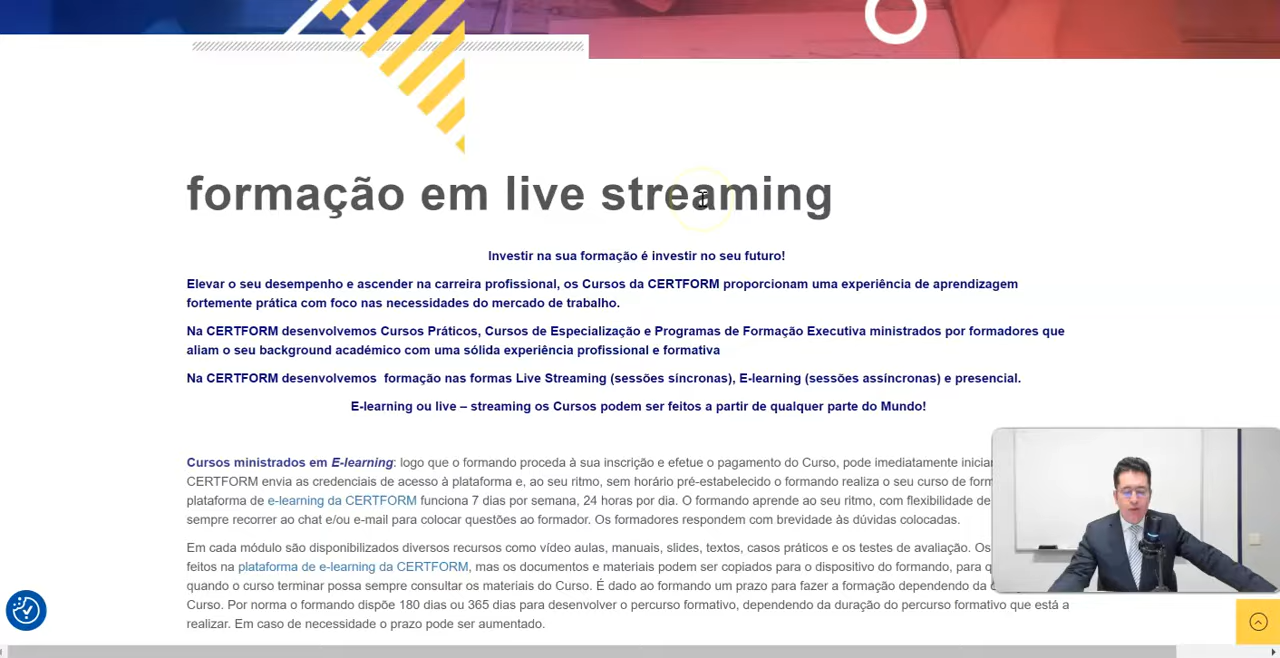 formação em live streaming
Investir na sua formação é investir no seu futuro!
Elevar o seu desempenho e ascender na carreira profissional, os Cursos da CERTFORM proporcionam uma experiência de aprendizagem
fortemente prática com foco nas necessidades do mercado de trabalho.
Na CERTFORM desenvolvemos Cursos Práticos, Cursos de Especialização e Programas de Formação Executiva ministrados por formadores que
aliam o seu background académico com uma sólida experiência profissional e formativa
Na CERTFORM desenvolvemos formação nas formas Live Streaming (sessões síncronas), E-learning (sessões assíncronas) e presencial.
E-learning ou live – streaming os Cursos podem ser feitos a partir de qualquer parte do Mundo!
Cursos ministrados em E-learning: logo que o formando proceda à sua inscrição e efetue o pagamento do Curso, pode imediatamente iniciar
CERTFORM envia as credenciais de acesso à plataforma e, ao seu ritmo, sem horário pré-estabelecido o formando realiza o seu curso de
plataforma de e-learning da CERTFORM funciona 7 dias por semana, 24 horas por dia. O formando aprende ao seu ritmo, com flexibilidade de
sempre recorrer ao chat e/ou e-mail para colocar questões ao formador. Os formadores respondem com brevidade às dúvidas colocadas.
Em cada módulo são disponibilizados diversos recursos como vídeo aulas, manuais, slides, textos, casos práticos e os testes de avaliação. Os
feitos na plataforma de e-learning da CERTFORM, mas os documentos e materiais podem ser copiados para o dispositivo do formando, para
quando o curso terminar possa sempre consultar os materiais do Curso. É dado ao formando um prazo para fazer a formação dependendo da
Curso. Por norma o formando dispõe 180 dias ou 365 dias para desenvolver o percurso formativo, dependendo da duração do percurso formativo que está a
realizar. Em caso de necessidade o prazo pode ser aumentado.